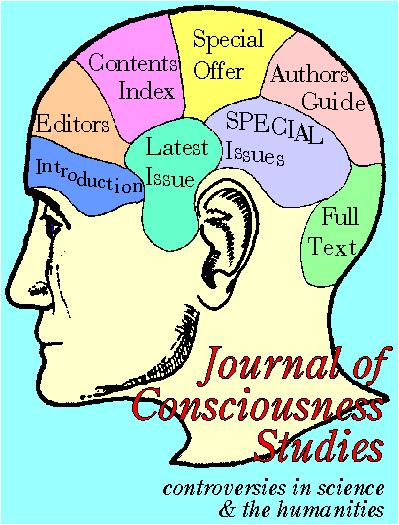 Special
Offer
Contents
Index
Authors
Guide
Editors
SPECIAL
Issues
Latest
Issue
Introduction
Full
Text
Journal of
Consciousness
Studies
controversies in science
& the humanities